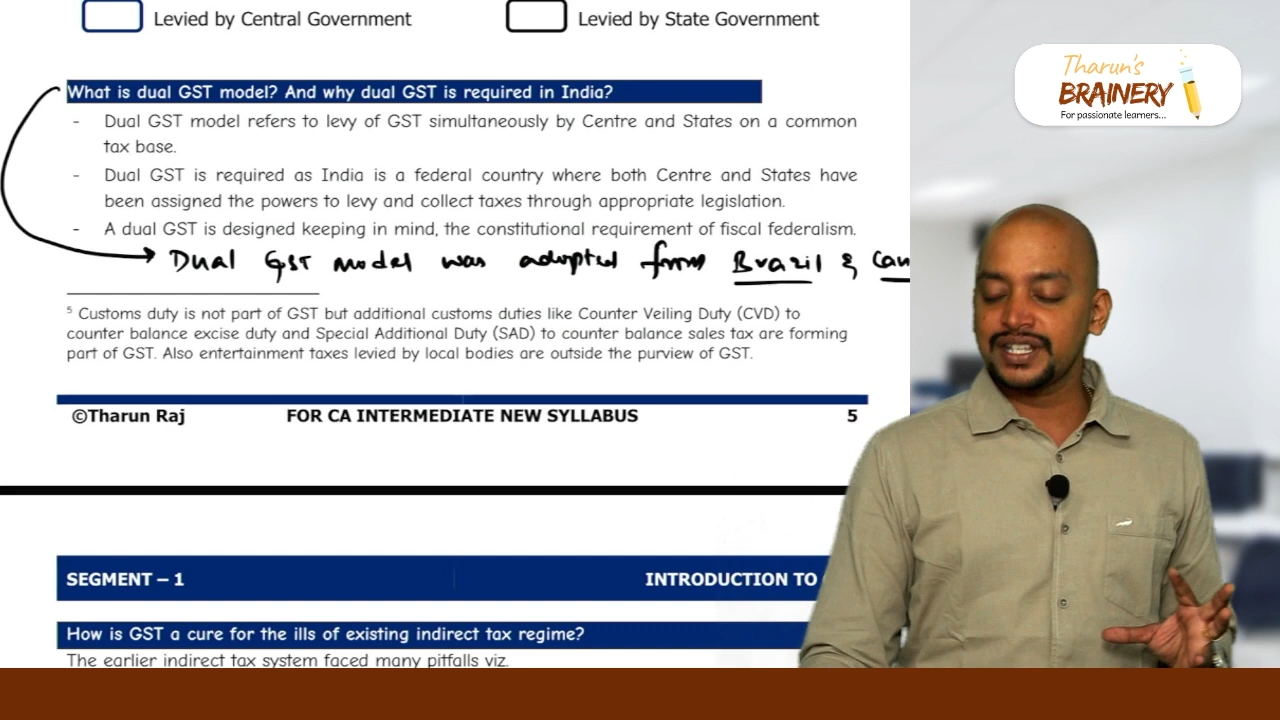 Levied by Central Government
Levied by State Government
Tharun's
BRAINERY
For passionate learners...
What is dual GST model? And why dual GST is required in India?
- Dual GST model refers to levy of GST simultaneously by Centre and States on a common
tax base.
- Dual GST is required as India is a federal country where both Centre and States have
been assigned the powers to levy and collect taxes through appropriate legislation.
- A dual GST is designed keeping in mind, the constitutional requirement of fiscal federalism.
Dual GST model was adopted from Brazil &
5 Customs duty is not part of GST but additional customs duties like Counter Veiling Duty (CVD) to
counter balance excise duty and Special Additional Duty (SAD) to counter balance sales tax are forming
part of GST. Also entertainment taxes levied by local bodies are outside the purview of GST.
©Tharun Raj FOR CA INTERMEDIATE NEW SYLLABUS 5
SEGMENT – 1 INTRODUCTION TO
How is GST a cure for the ills of existing indirect tax regime?
The earlier indirect tax system faced many pitfalls viz.